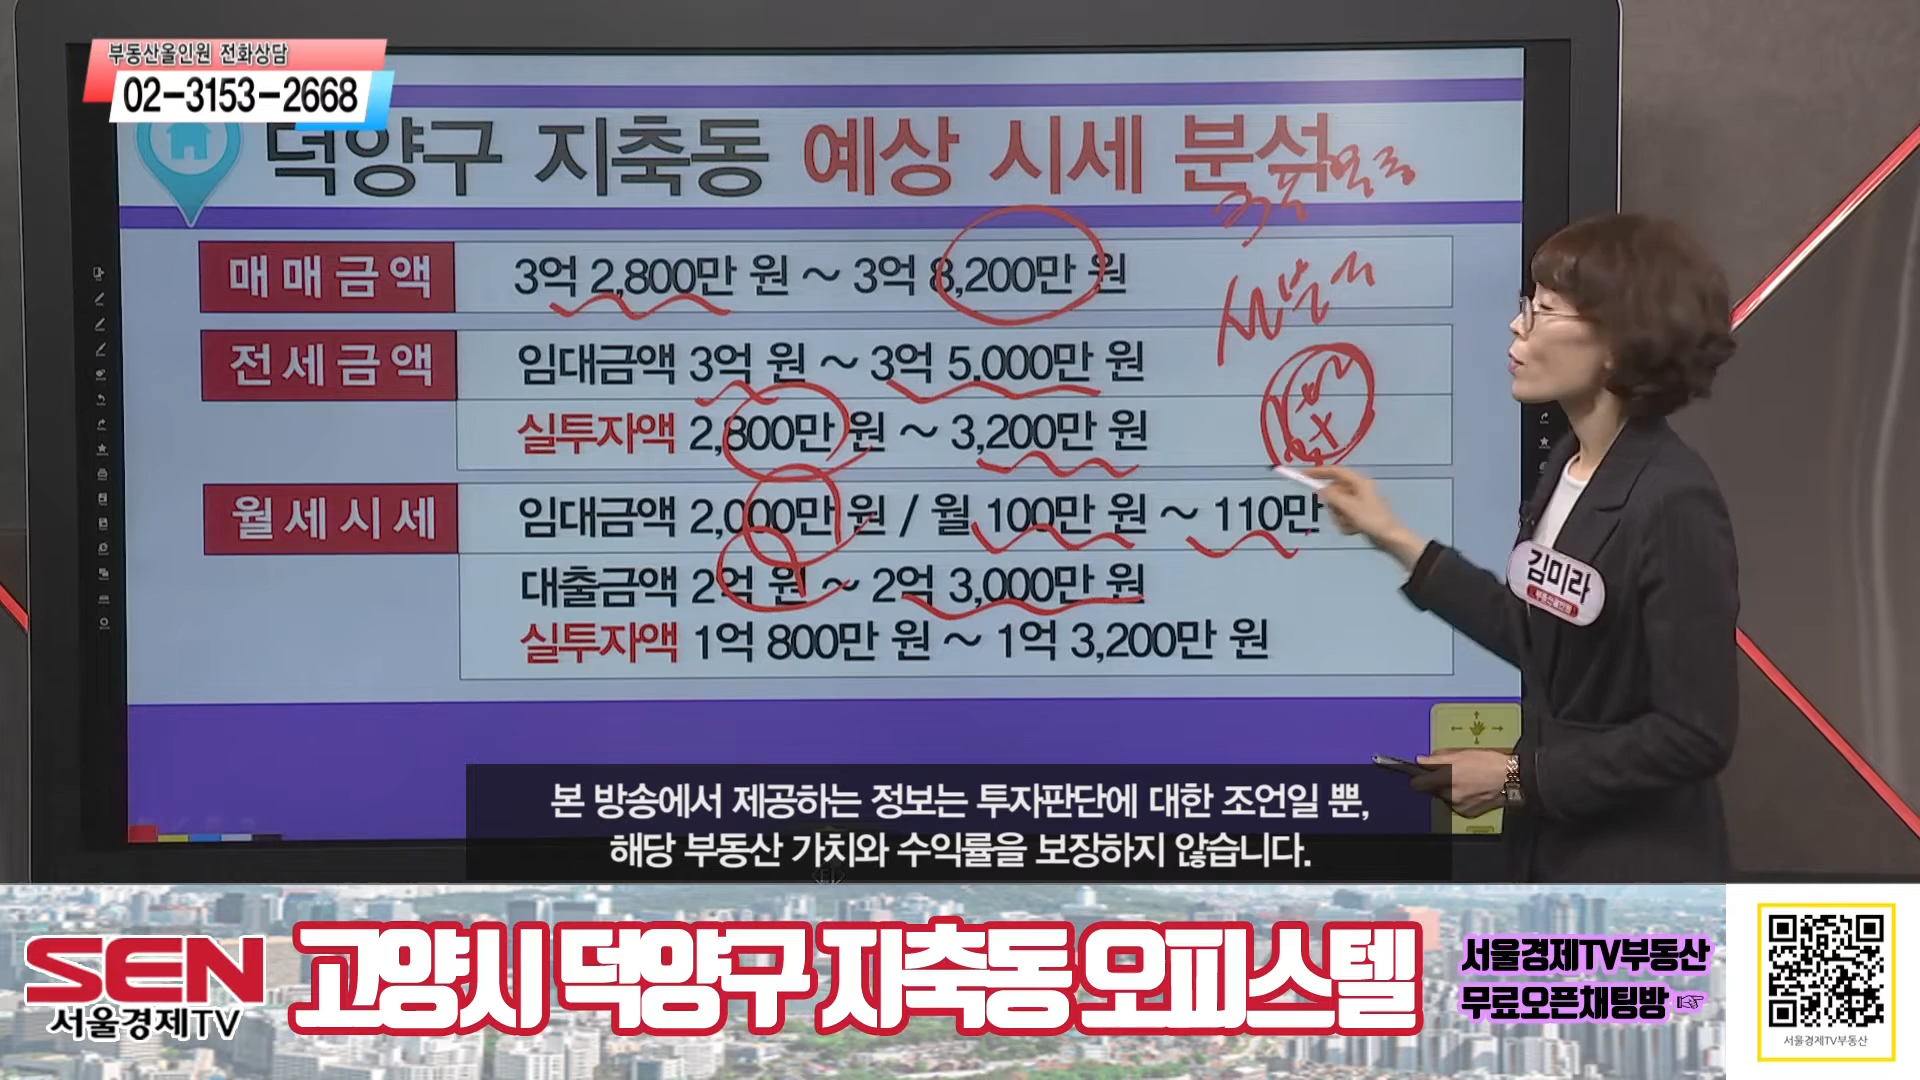 부동산올인원 전화상담
02-3153-2668
덕양구 지축동 예상 시세 분석
매매금액
3억 2,800만 원 ~ 3억 8,200만 원
전세금액
임대금액 3억 원 ~ 3억 5,000만 원
실투자액 2,800만 원 ~ 3,200만 원
월세시세
임대금액 2,000만 원 / 월 100만 원 ~ 110만
대출금액 2억 원 ~ 2억 3,000만 원
실투자액 1억 800만 원 ~ 1억 3,200만 원
김미라
부동산올인원
본 방송에서 제공하는 정보는 투자판단에 대한 조언일 뿐,
해당 부동산 가치와 수익률을 보장하지 않습니다.
SEN
서울경제TV
고양시 덕양구 지축동 오피스텔
서울경제TV부동산
무료오픈채팅방 ☞
서울경제TV부동산